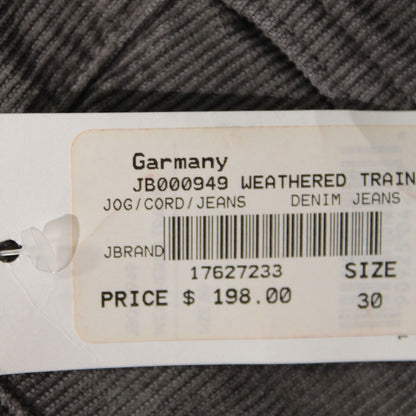 Garmany
JB000949 WEATHERED TRAIN
JOG/CORD/JEANS DENIM JEANS
JBRAND
17627233 SIZE
PRICE $ 198.00 30